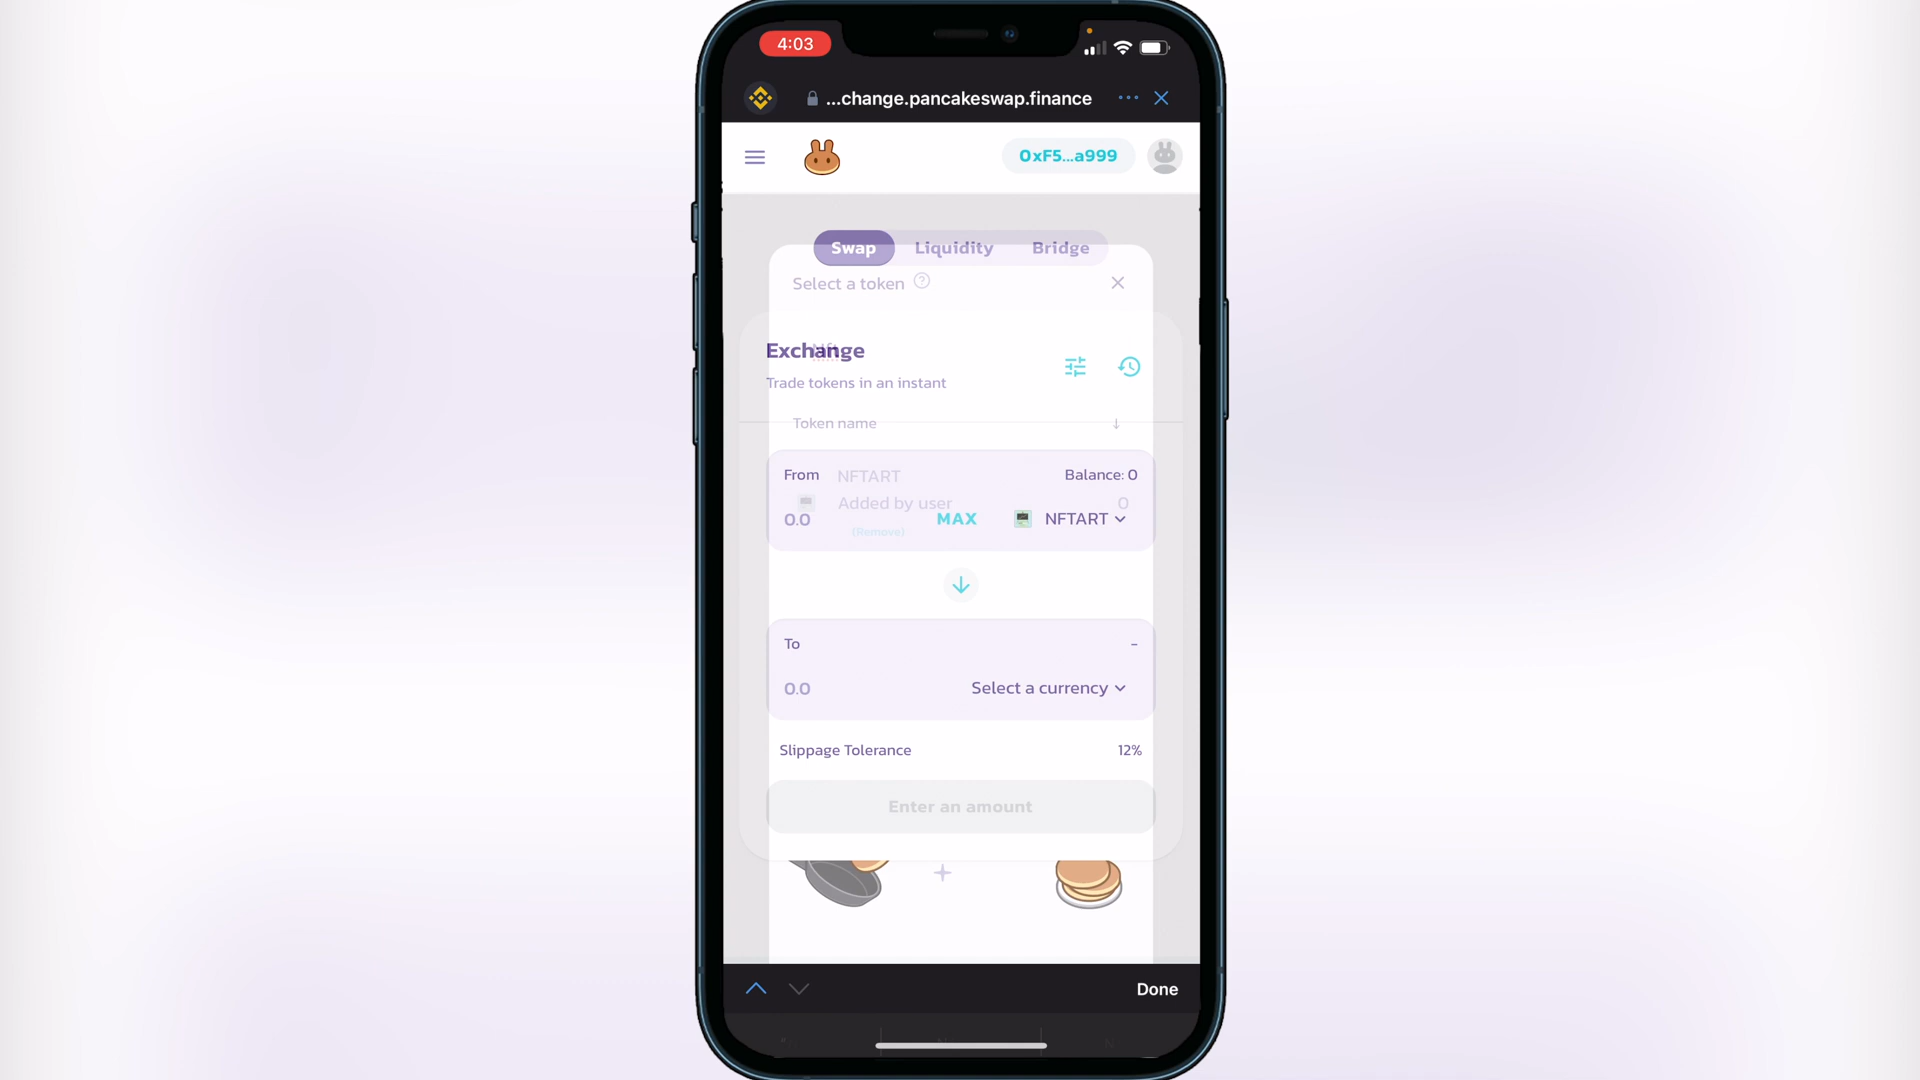 4:03
...change.pancakeswap.finance
0xF5...a999
Swap
Liquidity
Bridge
Select a token
Exchange
Trade tokens in an instant
Token name
From
NFTART
Balance: 0
Added by user
0
0.0
MAX
NFTART
(Remove)
To
-
0.0
Select a currency
Slippage Tolerance
12%
Enter an amount
Done